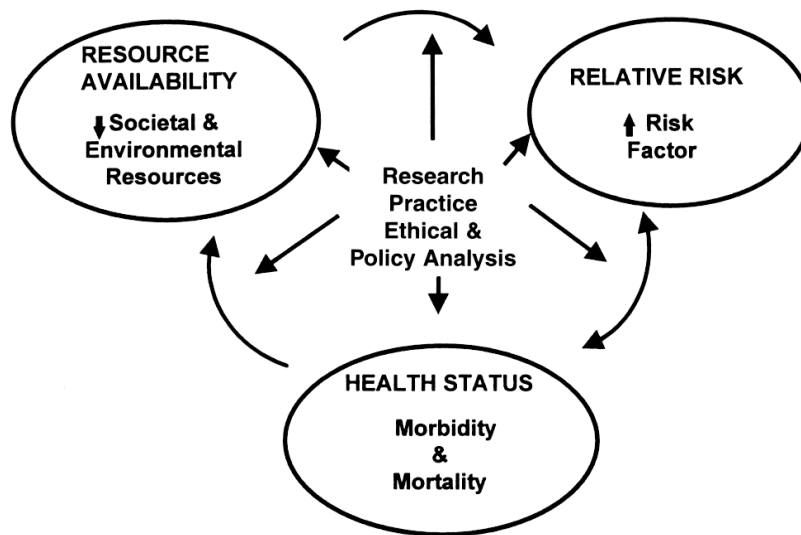 RESOURCE
AVAILABILITY
Societal &
Environmental
Resources
RELATIVE RISK
Risk
Factor
Research
Practice
Ethical &
Policy Analysis
HEALTH STATUS
Morbidity
&
Mortality